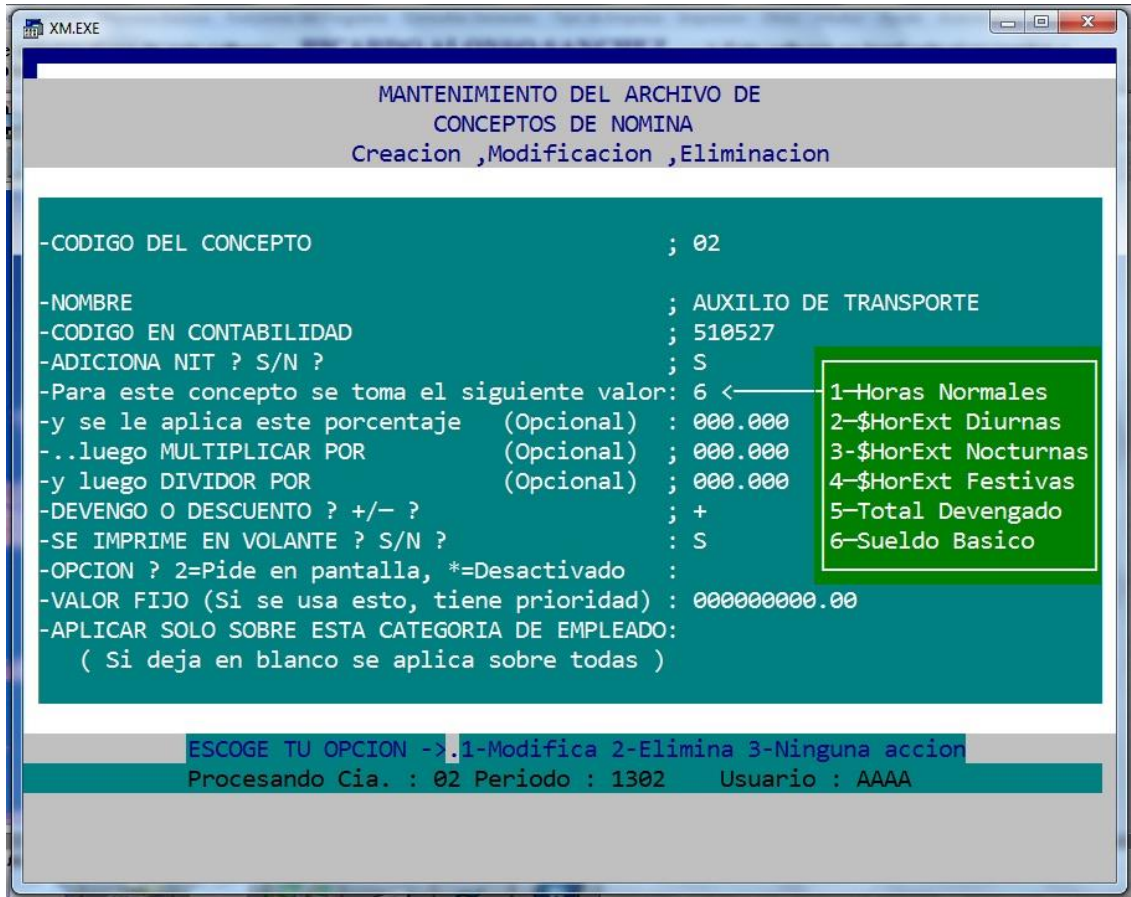 XM.EXE
MANTENIMIENTO DEL ARCHIVO DE
CONCEPTOS DE NOMINA
Creacion ,Modificacion ,Eliminacion
-CODIGO DEL CONCEPTO ; 02
-NOMBRE ; AUXILIO DE TRANSPORTE
-CODIGO EN CONTABILIDAD ; 510527
-ADICIONA NIT ? S/N ? ; S
-Para este concepto se toma el siguiente valor: 6 <———— 1—Horas Normales
-y se le aplica este porcentaje (Opcional) : 000.000 2—$HorExt Diurnas
-..luego MULTIPLICAR POR (Opcional) ; 000.000 3-$HorExt Nocturnas
-y luego DIVIDOR POR (Opcional) ; 000.000 4—$HorExt Festivas
-DEVENGO O DESCUENTO ? +/— ? ; + 5—Total Devengado
-SE IMPRIME EN VOLANTE ? S/N ? : S 6—Sueldo Basico
-OPCION ? 2=Pide en pantalla, *=Desactivado :
-VALOR FIJO (Si se usa esto, tiene prioridad) : 000000000.00
-APLICAR SOLO SOBRE ESTA CATEGORIA DE EMPLEADO:
( Si deja en blanco se aplica sobre todas )
ESCOGE TU OPCION ->.1-Modifica 2-Elimina 3-Ninguna accion
Procesando Cia. : 02 Periodo : 1302 Usuario : AAAA